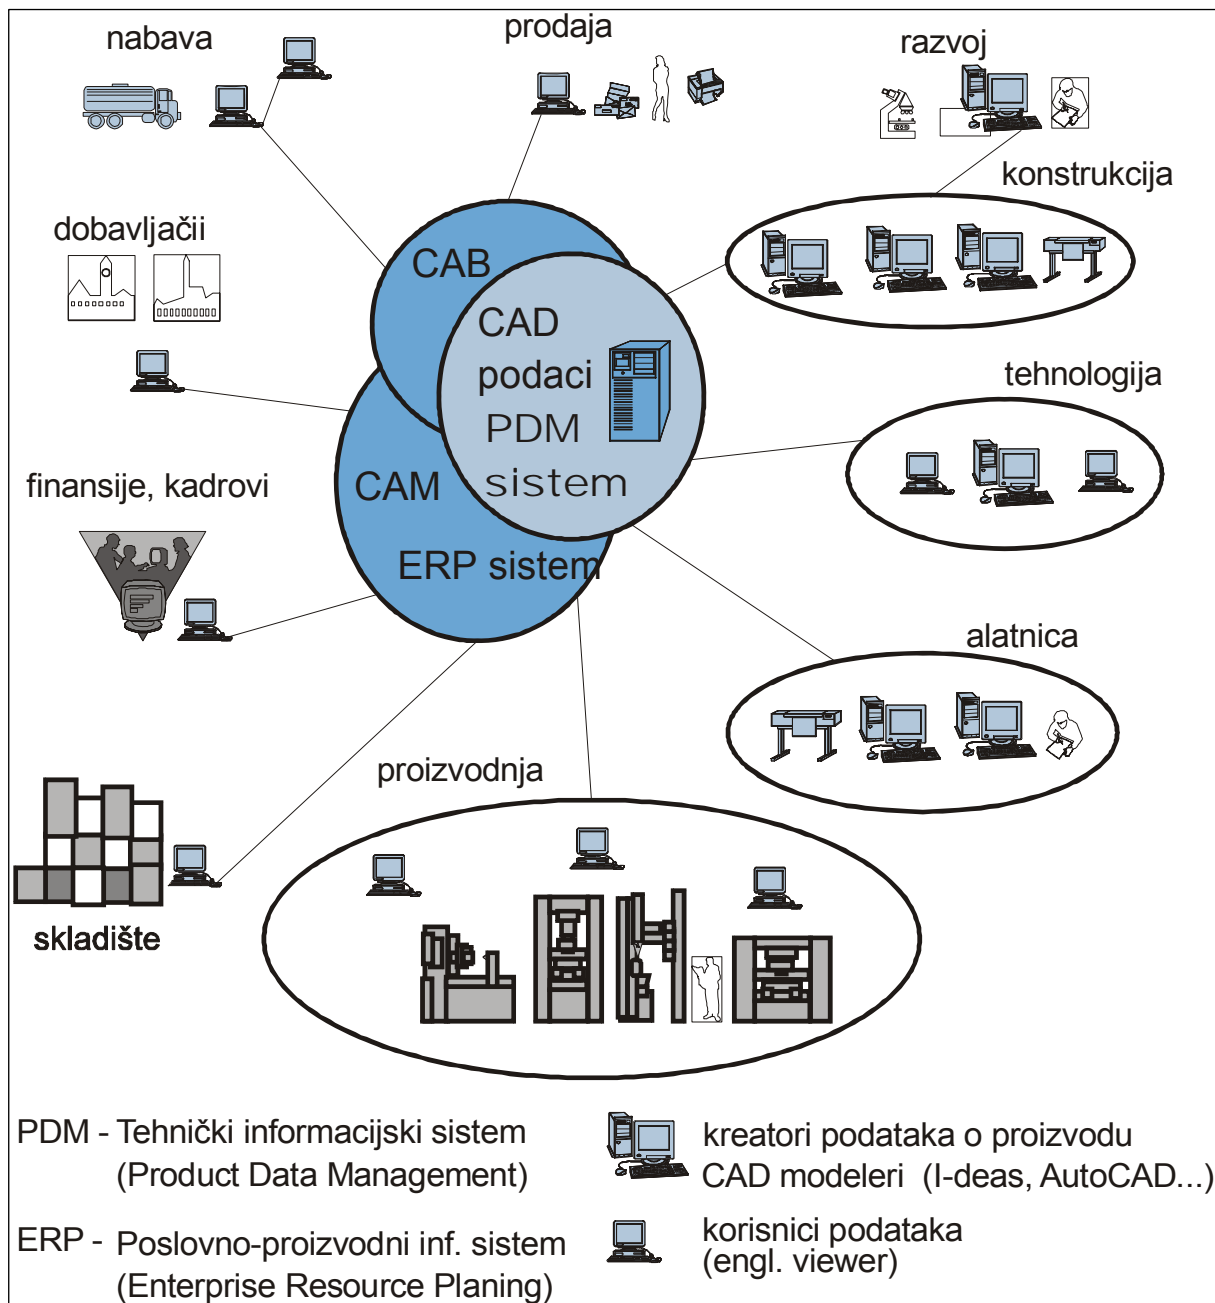 nabava
prodaja
razvoj
konstrukcija
dobavljačii
CAB
CAD
podaci
PDM
sistem
tehnologija
finansije, kadrovi
CAM
ERP sistem
alatnica
proizvodnja
skladište
PDM - Tehnički informacijski sistem
(Product Data Management)
kreatori podataka o proizvodu
CAD modeleri (I-deas, AutoCAD...)
ERP - Poslovno-proizvodni inf. sistem
(Enterprise Resource Planing)
korisnici podataka
(engl. viewer)